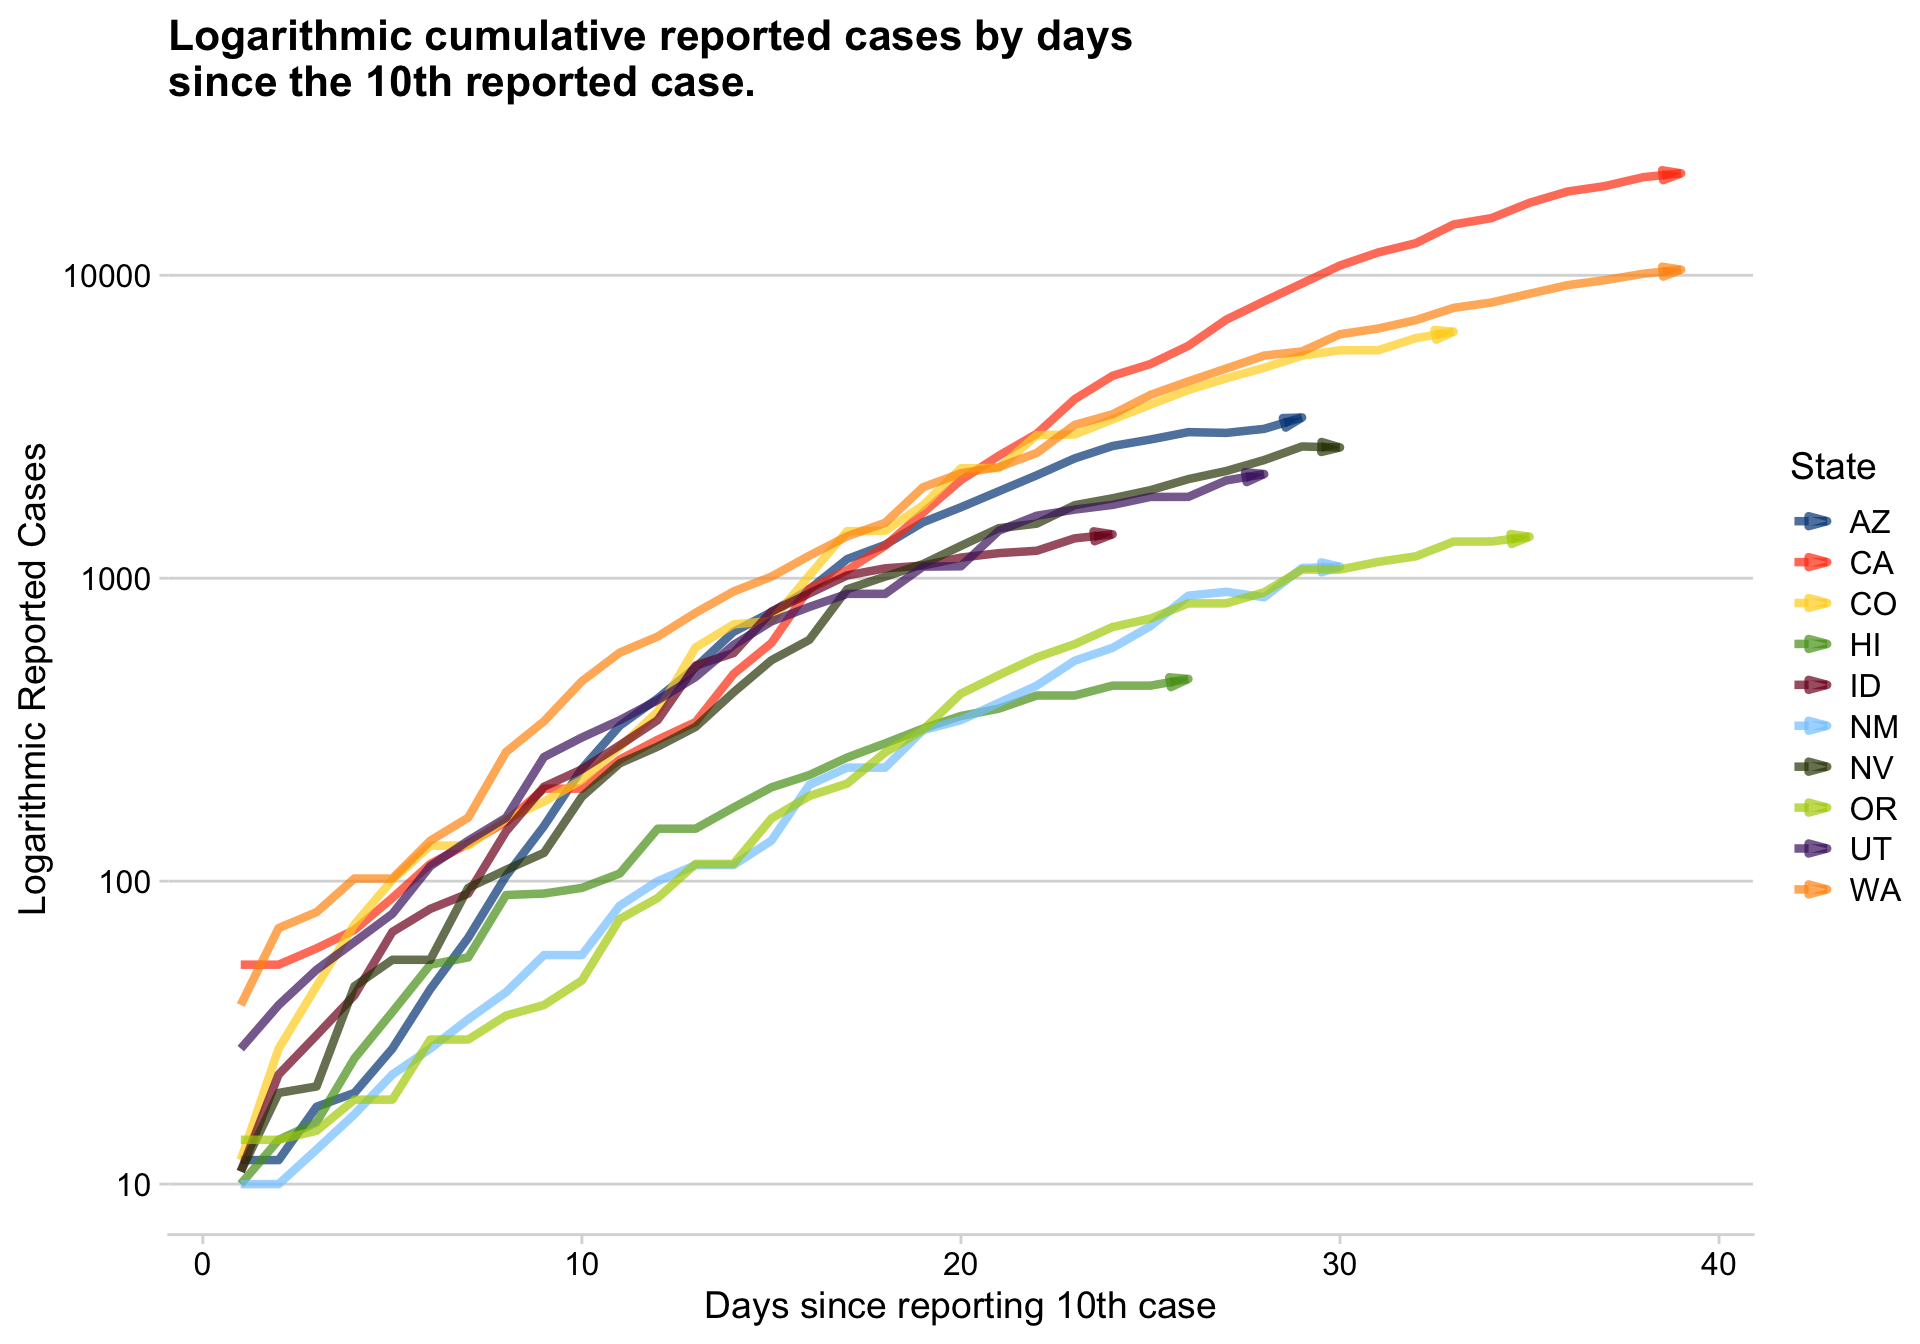 Logarithmic cumulative reported cases by days
since the 10th reported case.
Logarithmic Reported Cases
10000
1000
100
10
0 10 20 30 40
Days since reporting 10th case
State
AZ
CA
CO
HI
ID
NM
NV
OR
UT
WA